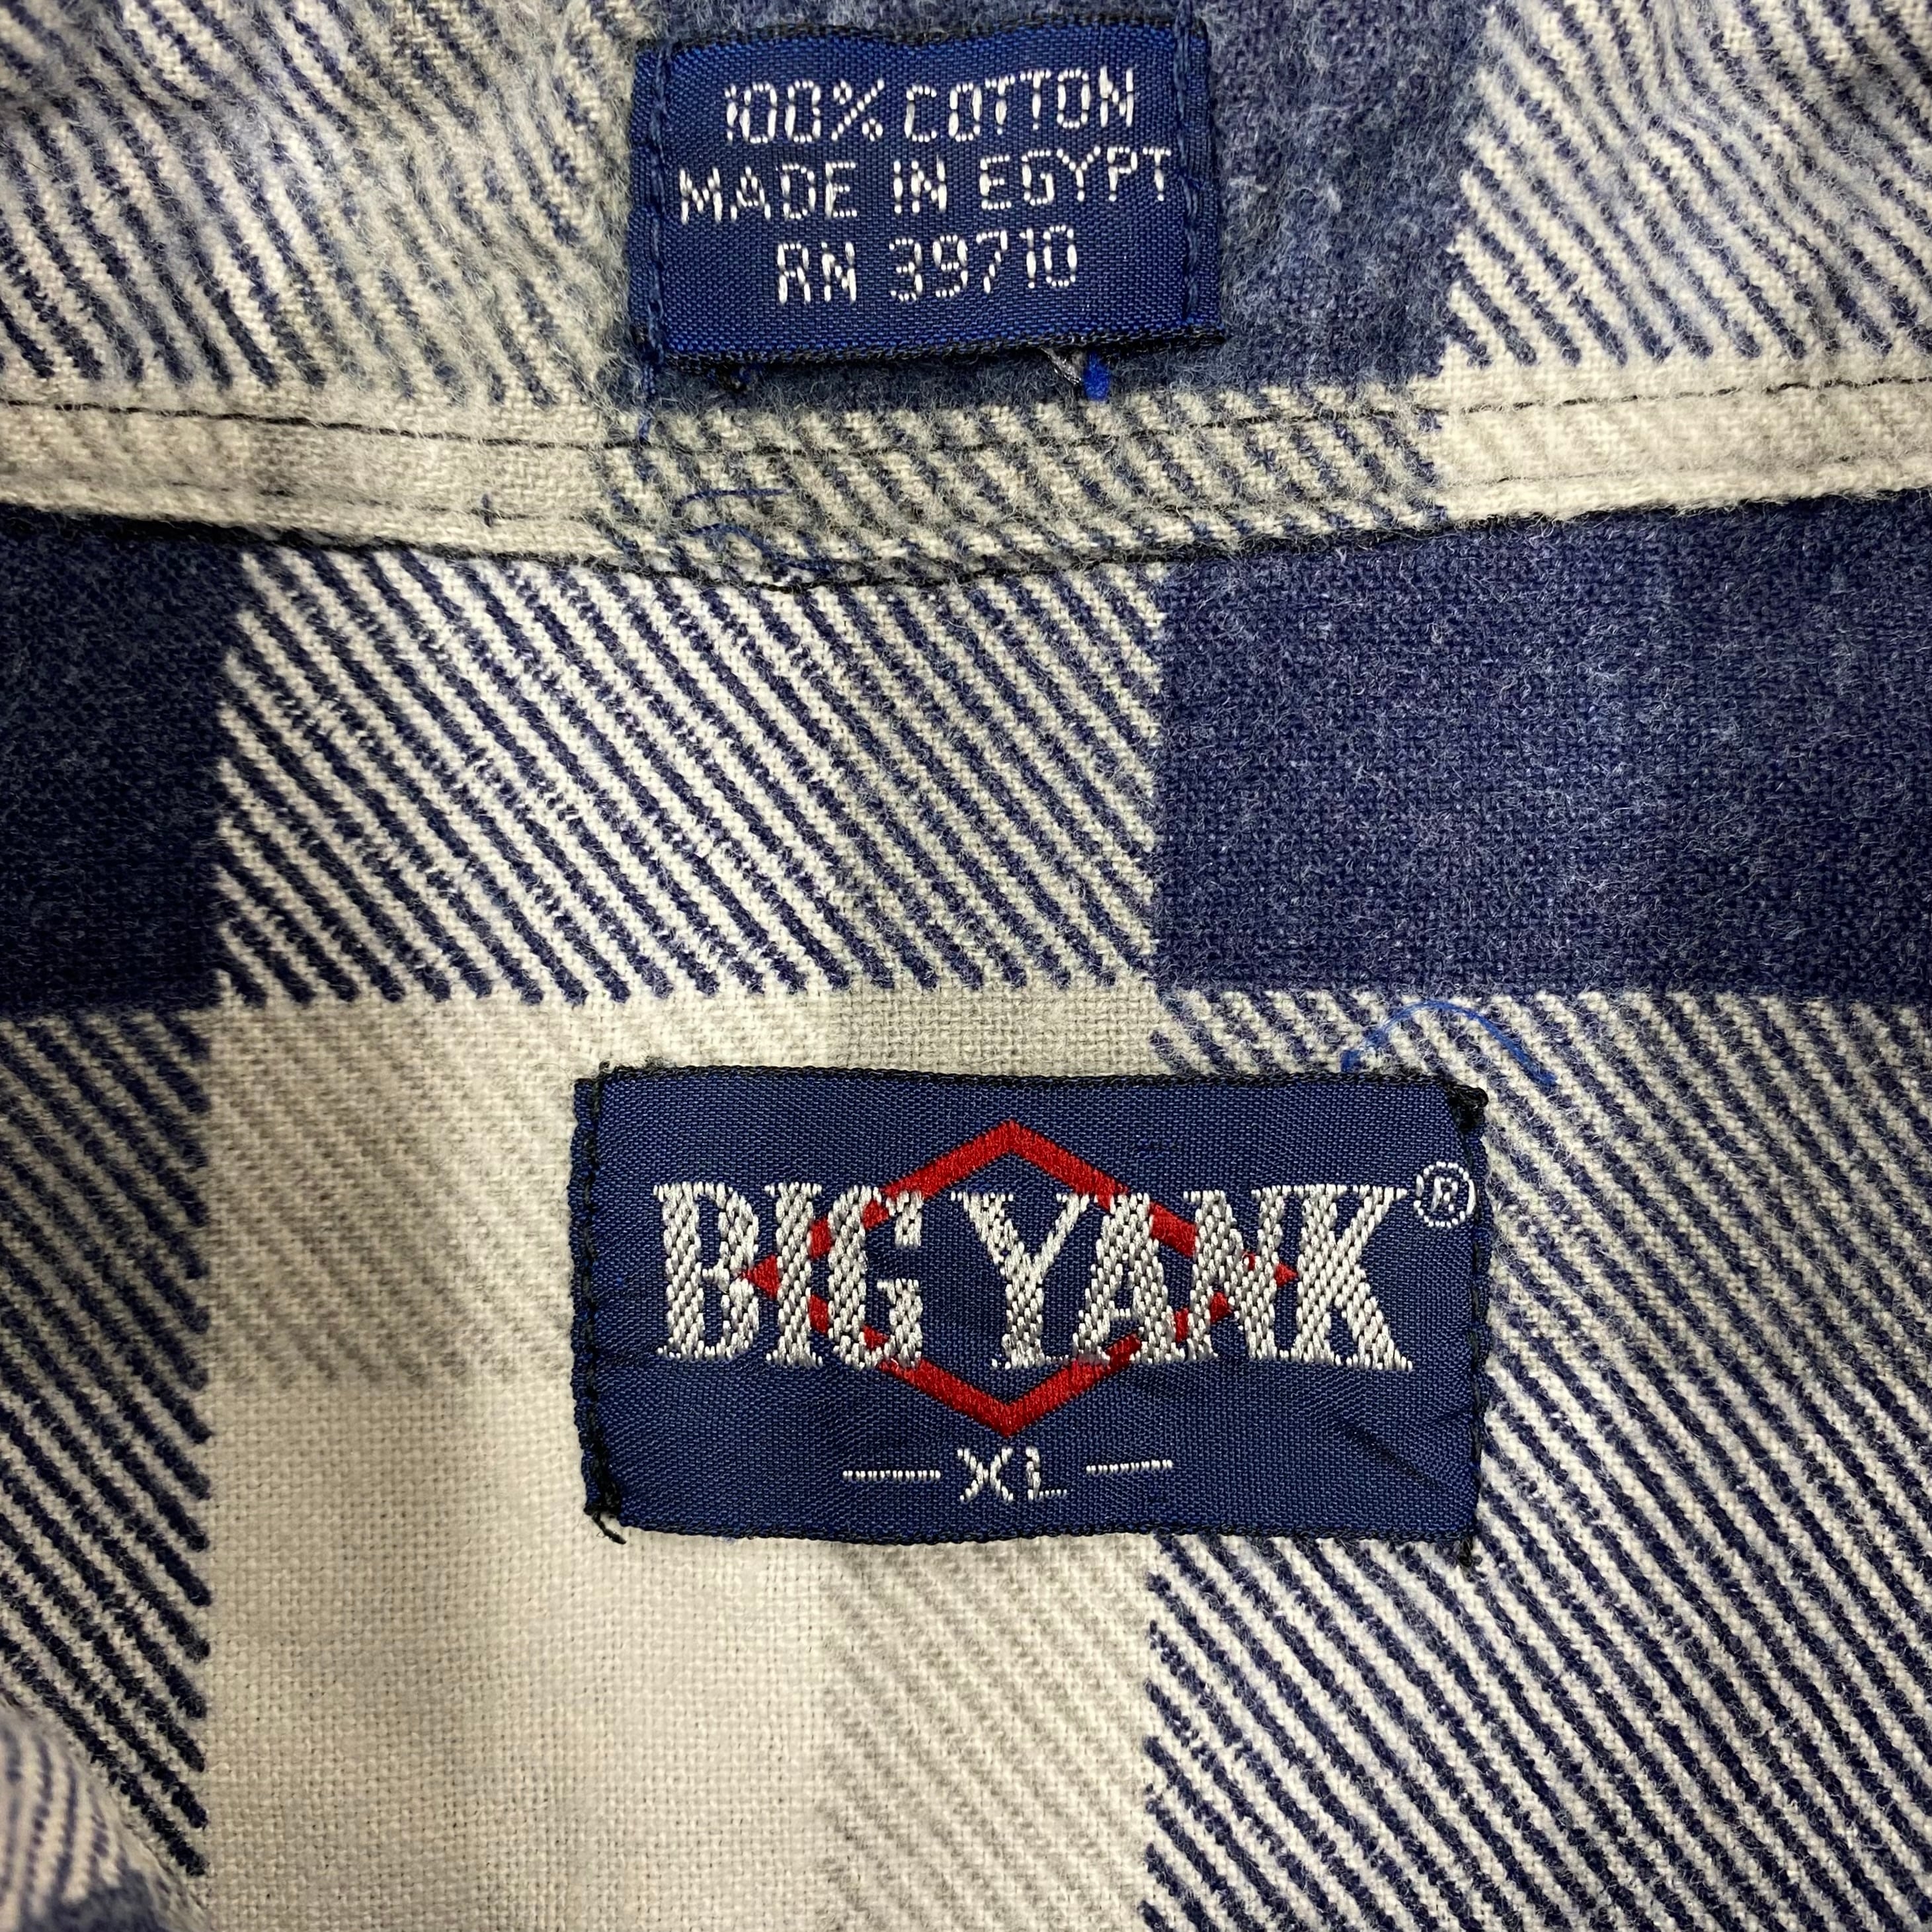 100% COTTON
MADE IN EGYPT
RN 39710
BIG YANK ®
— XL —